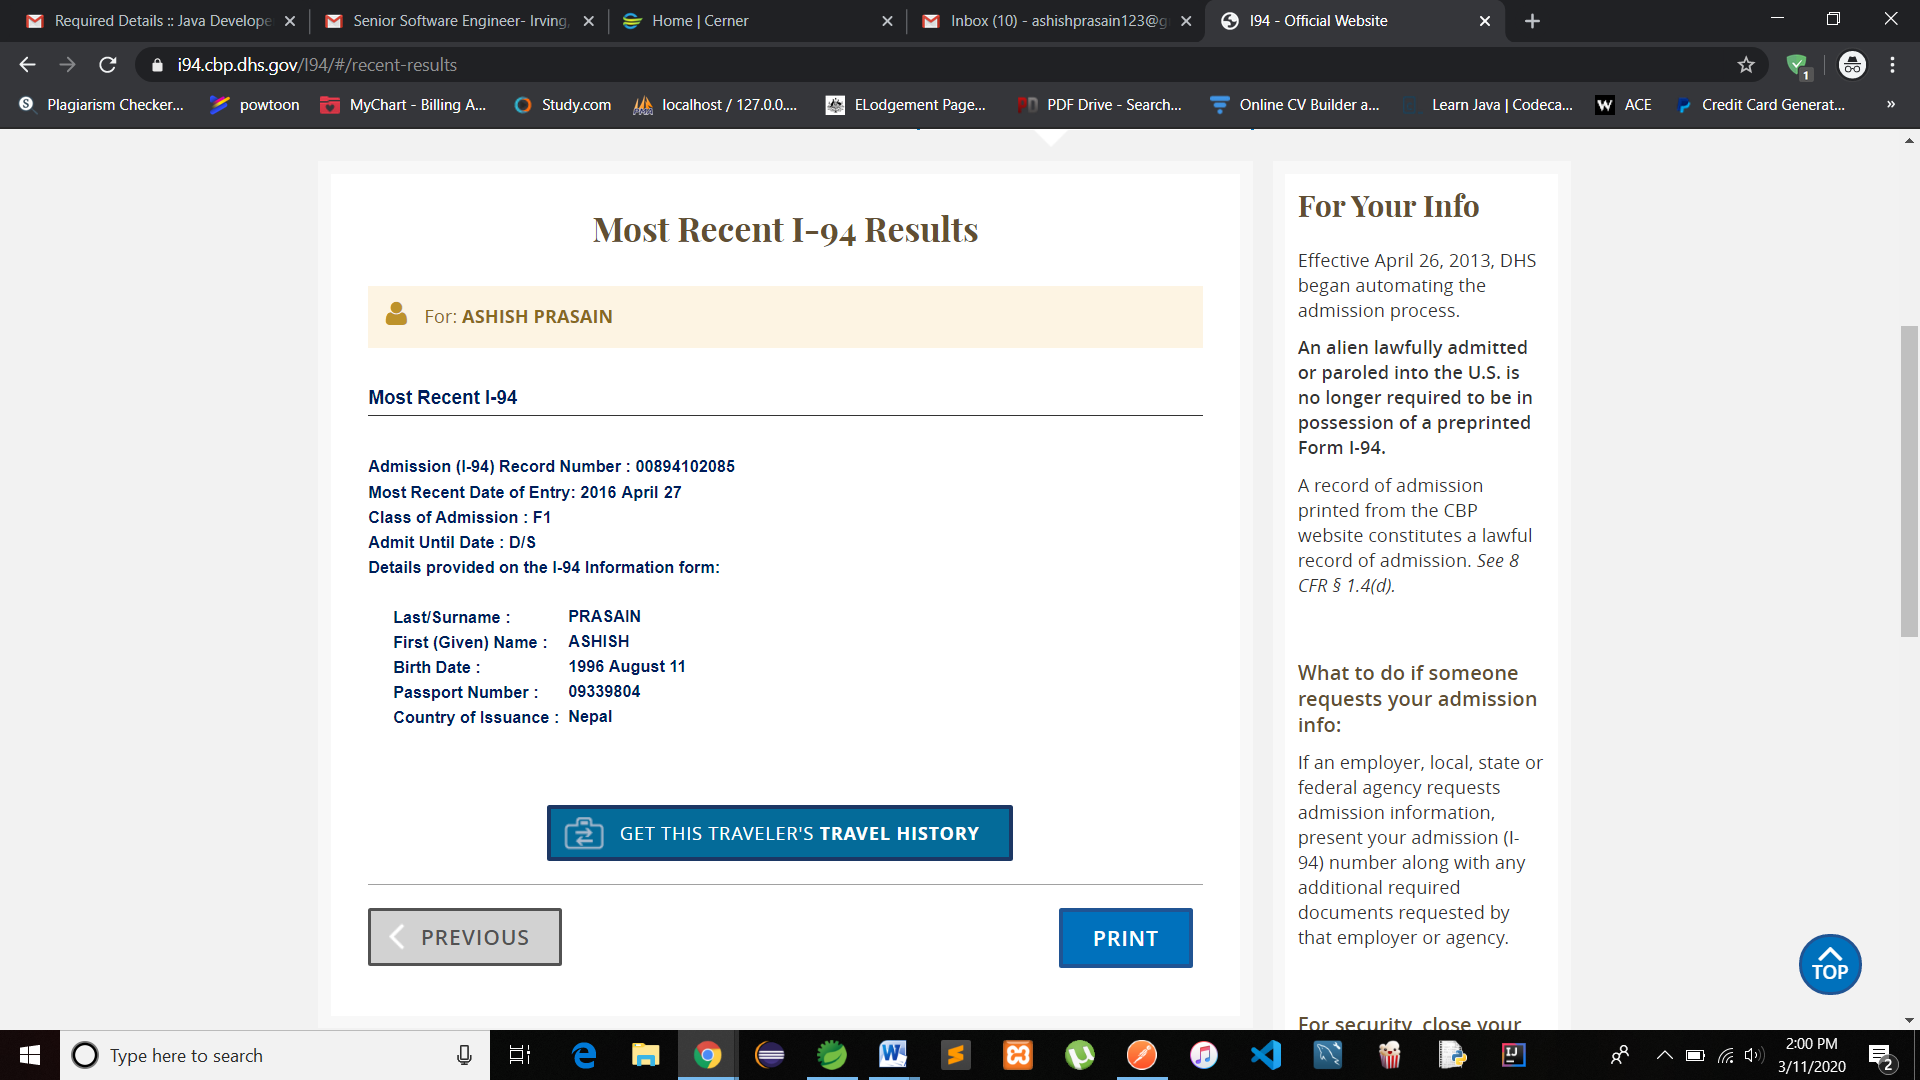 Required Details :: Java Develope
Senior Software Engineer- Irving,
Home | Cerner
Inbox (10) - ashishprasain123@g
I94 - Official Website
i94.cbp.dhs.gov/I94/#/recent-results
1
Plagiarism Checker...
powtoon
MyChart - Billing A...
Study.com
localhost / 127.0.0....
ELodgement Page...
PDF Drive - Search...
Online CV Builder a...
Learn Java | Codeca...
ACE
Credit Card Generat...
»
Most Recent I-94 Results
For: ASHISH PRASAIN
Most Recent I-94
Admission (I-94) Record Number : 00894102085
Most Recent Date of Entry: 2016 April 27
Class of Admission : F1
Admit Until Date : D/S
Details provided on the I-94 Information form:
Last/Surname : PRASAIN
First (Given) Name : ASHISH
Birth Date : 1996 August 11
Passport Number : 09339804
Country of Issuance : Nepal
GET THIS TRAVELER'S TRAVEL HISTORY
PREVIOUS
PRINT
For Your Info
Effective April 26, 2013, DHS
began automating the
admission process.
An alien lawfully admitted
or paroled into the U.S. is
no longer required to be in
possession of a preprinted
Form I-94.
A record of admission
printed from the CBP
website constitutes a lawful
record of admission. See 8
CFR § 1.4(d).
What to do if someone
requests your admission
info:
If an employer, local, state or
federal agency requests
admission information,
present your admission (I-
94) number along with any
additional required
documents requested by
that employer or agency.
For security, close your
TOP
Type here to search
2:00 PM
3/11/2020
2